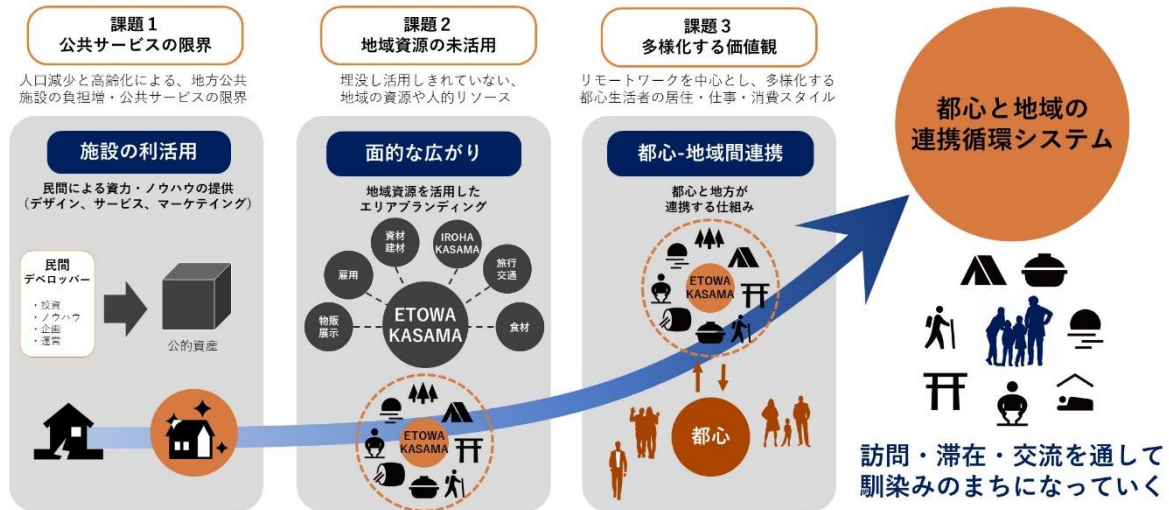 課題1
公共サービスの限界
人口減少と高齢化による、地方公共
施設の負担増・公共サービスの限界
施設の利活用
民間による資力・ノウハウの提供
(デザイン、サービス、マーケテイング)
民間
デベロッパー
・投資
・ノウハウ
・企画
・運営
公的資産
課題2
地域資源の未活用
埋没し活用しきれていない、
地域の資源や人的リソース
面的な広がり
地域資源を活用した
エリアブランディング
資材
建材
IROHA
KASAMA
雇用
旅行
交通
物販
展示
ETOWA
KASAMA
食材
ETOWA
KASAMA
課題3
多様化する価値観
リモートワークを中心とし、多様化する
都心生活者の居住・仕事・消費スタイル
都心-地域間連携
都心と地方が
連携する仕組み
ETOWA
KASAMA
都心
都心と地域の
連携循環システム
訪問・滞在・交流を通して
馴染みのまちになっていく